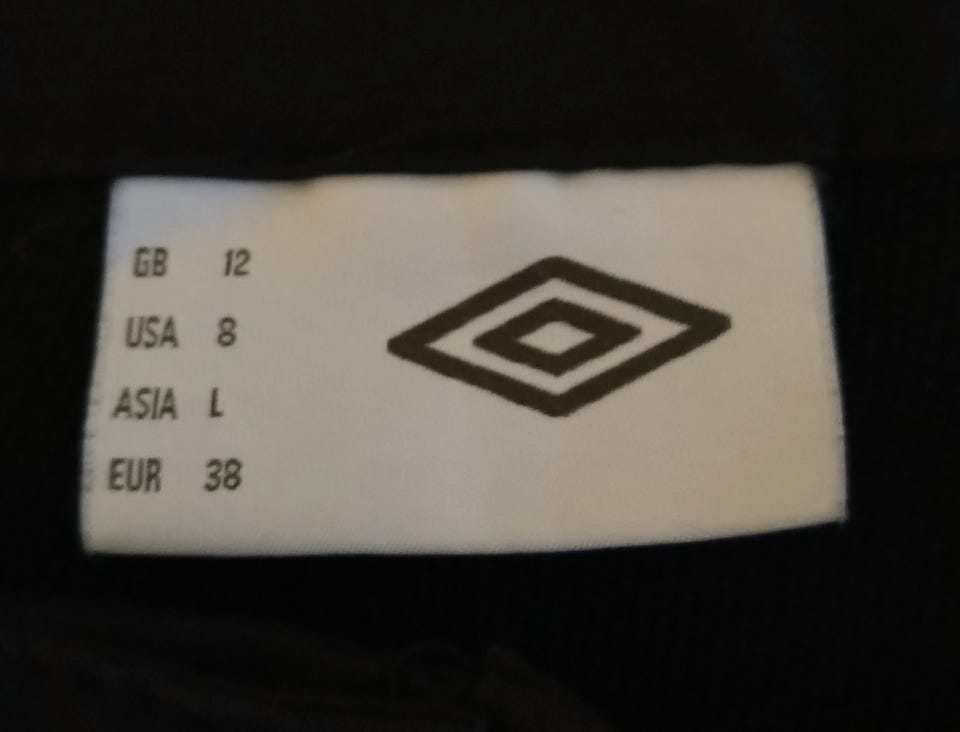 GB 12
USA 8
ASIA L
EUR 38